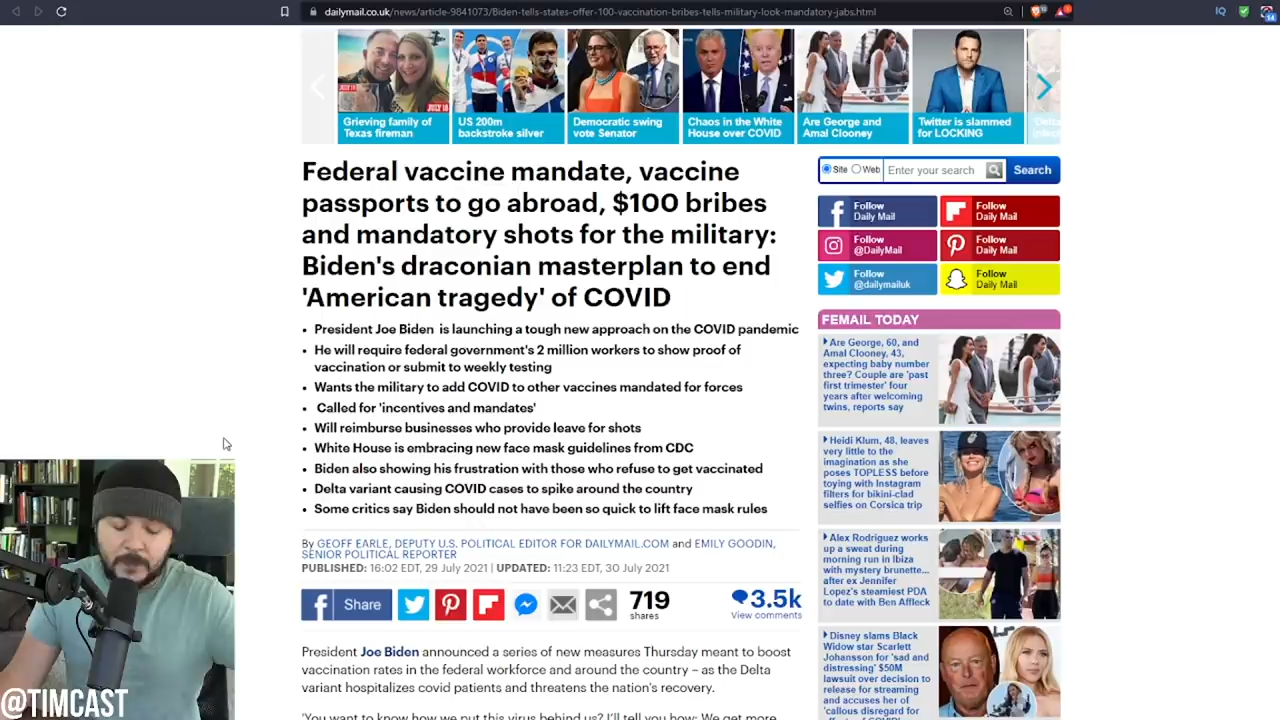 dailymail.co.uk/news/article-9841073/Biden-tells-states-offer-100-vaccination-bribes-tells-military-look-mandatory-jabs.html
IQ
Grieving family of
Texas fireman
US 200m
backstroke silver
Democratic swing
vote Senator
Chaos in the White
House over COVID
Are George and
Amal Clooney
Twitter is slammed
for LOCKING
Federal vaccine mandate, vaccine
passports to go abroad, $100 bribes
and mandatory shots for the military:
Biden's draconian masterplan to end
'American tragedy' of COVID
President Joe Biden is launching a tough new approach on the COVID pandemic
He will require federal government's 2 million workers to show proof of
vaccination or submit to weekly testing
Wants the military to add COVID to other vaccines mandated for forces
Called for 'incentives and mandates'
Will reimburse businesses who provide leave for shots
White House is embracing new face mask guidelines from CDC
Biden also showing his frustration with those who refuse to get vaccinated
Delta variant causing COVID cases to spike around the country
Some critics say Biden should not have been so quick to lift face mask rules
By GEOFF EARLE, DEPUTY U.S. POLITICAL EDITOR FOR DAILYMAIL.COM and EMILY GOODIN,
SENIOR POLITICAL REPORTER
PUBLISHED: 16:02 EDT, 29 July 2021 | UPDATED: 11:23 EDT, 30 July 2021
Share
719
shares
3.5k
View comments
President Joe Biden announced a series of new measures Thursday meant to boost
vaccination rates in the federal workforce and around the country – as the Delta
variant hospitalizes covid patients and threatens the nation's recovery.
'You want to know how we put this virus behind us? I'll tell you how: We get more
Site Web Enter your search Search
Follow
Daily Mail
Follow
Daily Mail
Follow
@DailyMail
Follow
Daily Mail
Follow
@dailymailuk
Follow
Daily Mail
FEMAIL TODAY
Are George, 60, and
Amal Clooney, 43,
expecting baby number
three? Couple are 'past
first trimester' four
years after welcoming
twins, reports say
Heidi Klum, 48, leaves
very little to the
imagination as she
poses TOPLESS before
toying with Instagram
filters for bikini-clad
selfies on Corsica trip
Alex Rodriguez works
up a sweat during
morning run in Ibiza
with mystery brunette...
after ex Jennifer
Lopez's steamiest PDA
to date with Ben Affleck
Disney slams Black
Widow star Scarlett
Johansson for 'sad and
distressing' $50M
lawsuit over decision to
release for streaming
and accuses her of
'callous disregard for
@TIMCAST